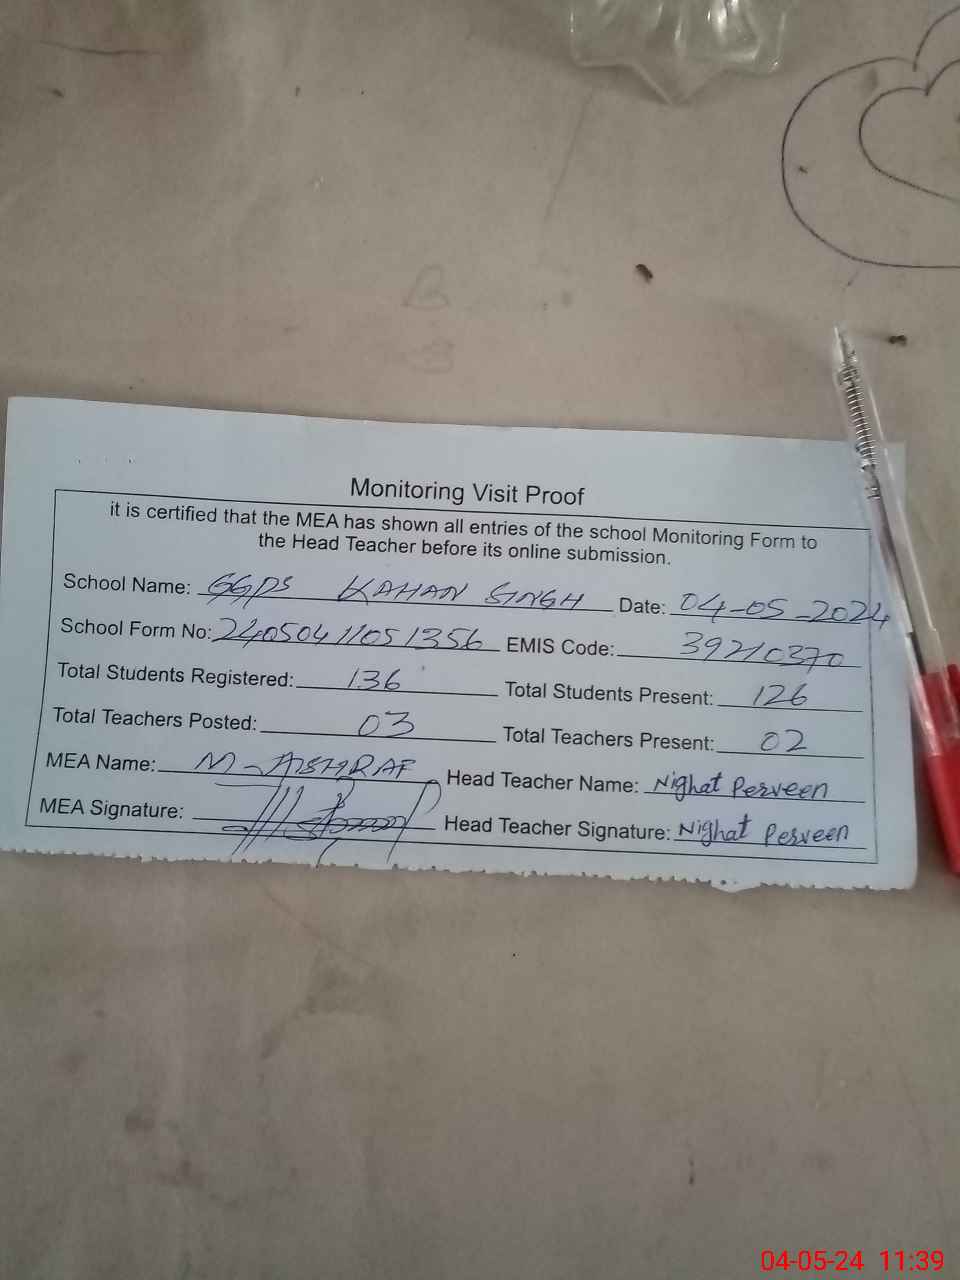 Monitoring Visit Proof
it is certified that the MEA has shown all entries of the school Monitoring Form to
the Head Teacher before its online submission.
School Name: GGPS KAHAN SINGH Date: 04-05-2024
School Form No: 2405041105 1356 EMIS Code: 39210370
Total Students Registered: 136 Total Students Present: 126
Total Teachers Posted: 03 Total Teachers Present: 02
MEA Name: M-ASHRAF Head Teacher Name: Nighat Perveen
MEA Signature: Head Teacher Signature: Nighat Perveen
04-05-24 11:39